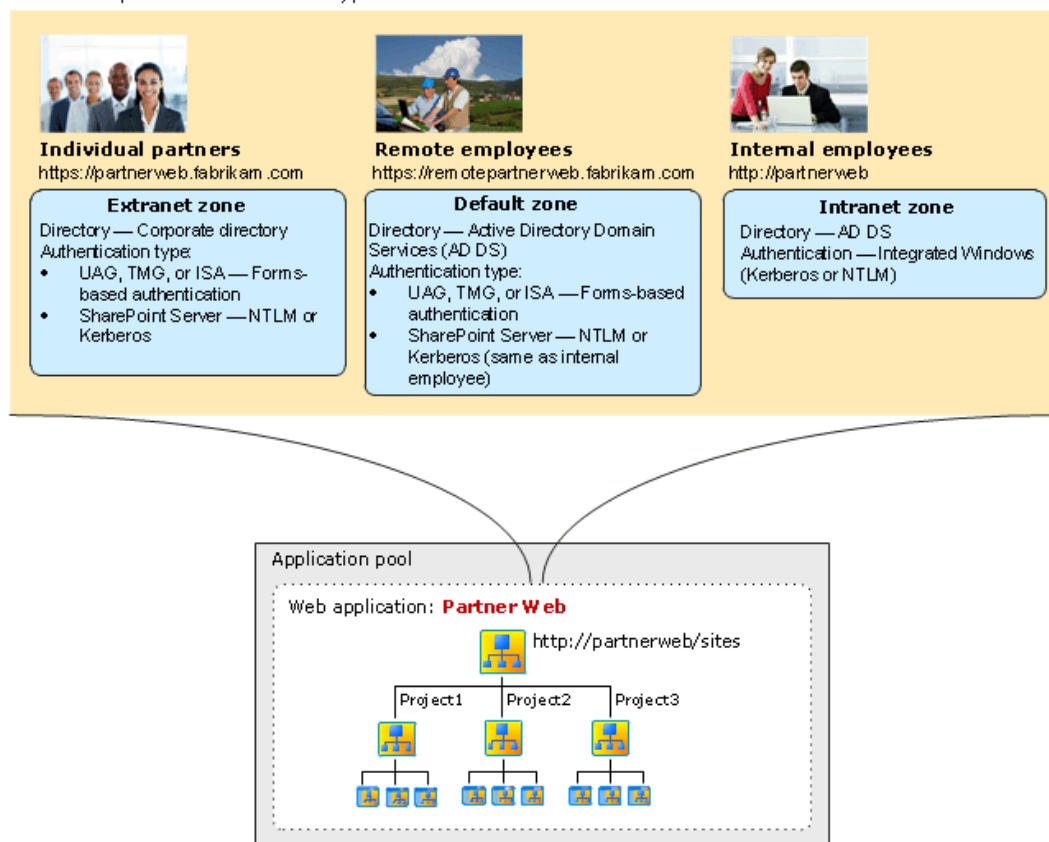 Individual partners
https://partnerweb.fabrikam.com
Extranet zone
Directory — Corporate directory
Authentication type:
• UAG, TMG, or ISA — Forms-
based authentication
• SharePoint Server — NTLM or
Kerberos
Remote employees
https://remotepartnerweb.fabrikam.com
Default zone
Directory — Active Directory Domain
Services (AD DS)
Authentication type:
• UAG, TMG, or ISA — Forms-based
authentication
• SharePoint Server — NTLM or
Kerberos (same as internal
employee)
Internal employees
http://partnerweb
Intranet zone
Directory — AD DS
Authentication — Integrated Windows
(Kerberos or NTLM)
Application pool
Web application: Partner Web
http://partnerweb/sites
Project1
Project2
Project3